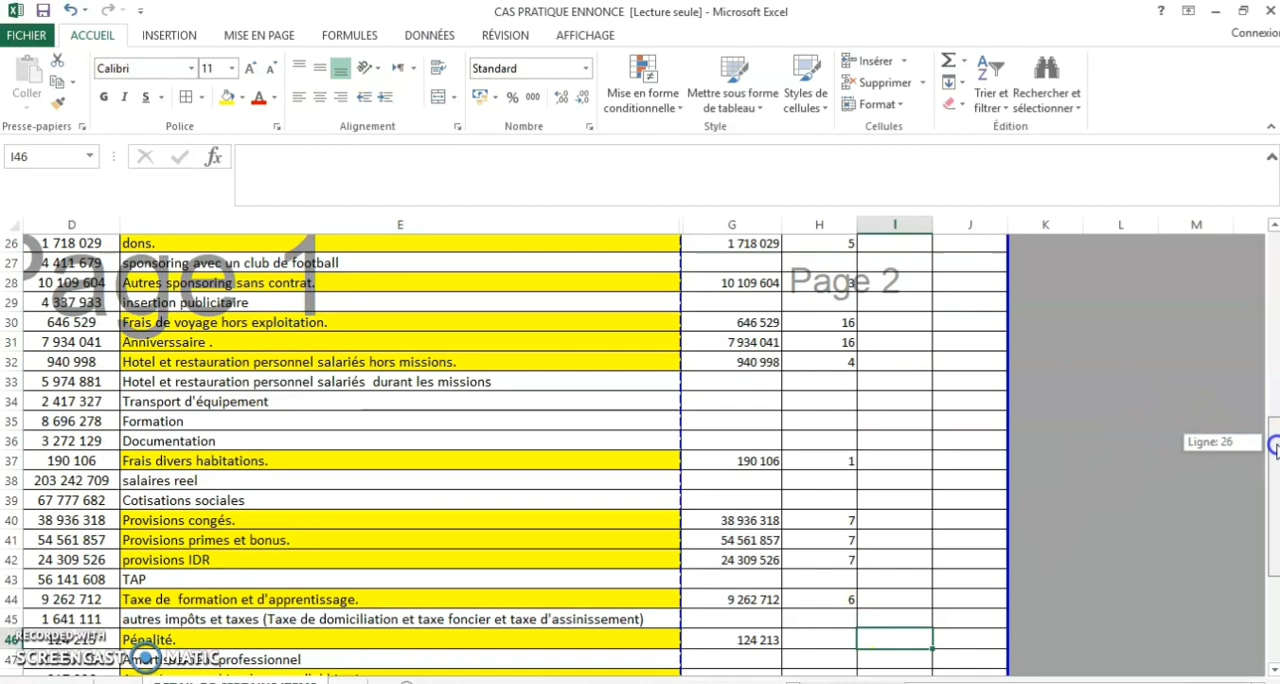 CAS PRATIQUE ENNONCE [Lecture seule] - Microsoft Excel
FICHIER ACCUEIL INSERTION MISE EN PAGE FORMULES DONNÉES RÉVISION AFFICHAGE Connexio
Coller Calibri 11 Standard
G I S % 000
Mise en forme conditionnelle Mettre sous forme de tableau Styles de cellules
Insérer Supprimer Format
Trier et filtrer Rechercher et sélectionner
Presse-papiers Police Alignement Nombre Style Cellules Édition
I46 fx
D E G H I J K L M
26 1 718 029 dons. 1 718 029 5
27 4 411 679 sponsoring avec un club de football
28 10 109 604 Autres sponsoring sans contrat. 10 109 604 3
Page 1 Page 2
29 4 337 933 insertion publicitaire
30 646 529 Frais de voyage hors exploitation. 646 529 16
31 7 934 041 Anniverssaire . 7 934 041 16
32 940 998 Hotel et restauration personnel salariés hors missions. 940 998 4
33 5 974 881 Hotel et restauration personnel salariés durant les missions
34 2 417 327 Transport d'équipement
35 8 696 278 Formation
36 3 272 129 Documentation
Ligne: 26
37 190 106 Frais divers habitations. 190 106 1
38 203 242 709 salaires reel
39 67 777 682 Cotisations sociales
40 38 936 318 Provisions congés. 38 936 318 7
41 54 561 857 Provisions primes et bonus. 54 561 857 7
42 24 309 526 provisions IDR 24 309 526 7
43 56 141 608 TAP
44 9 262 712 Taxe de formation et d'apprentissage. 9 262 712 6
45 1 641 111 autres impôts et taxes (Taxe de domiciliation et taxe foncier et taxe d'assinissement)
46 Pénalité. 124 213
RECORDED WITH
47 professionnel
SCREENCAST MATIC